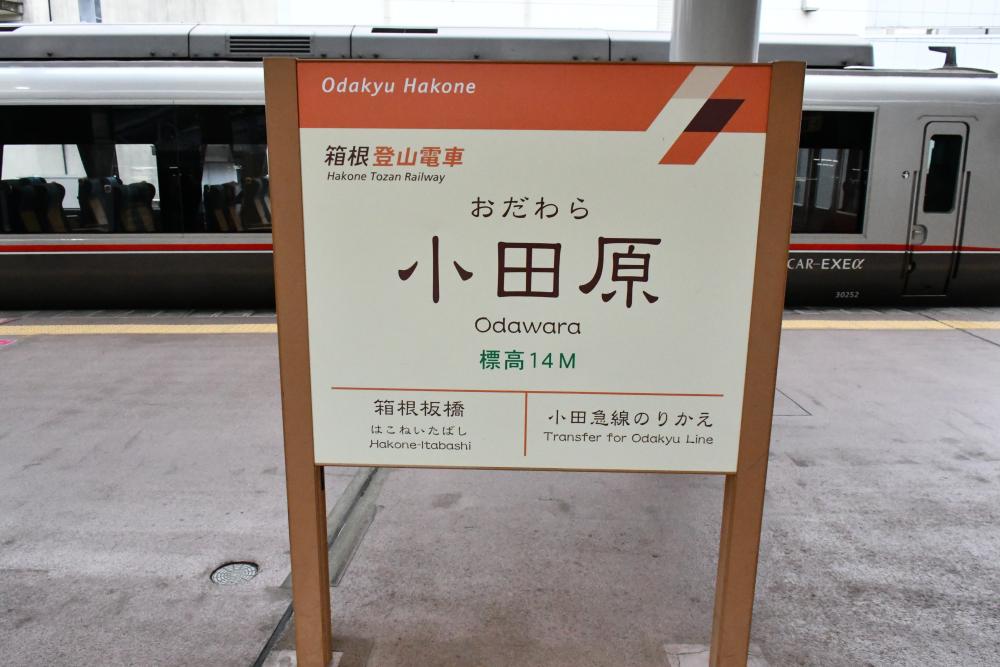 Odakyu Hakone
箱根登山電車
Hakone Tozan Railway
おだわら
小田原
Odawara
標高14M
箱根板橋
はこねいたばし
Hakone-Itabashi
小田急線のりかえ
Transfer for Odakyu Line
CAR-EXEα
30252